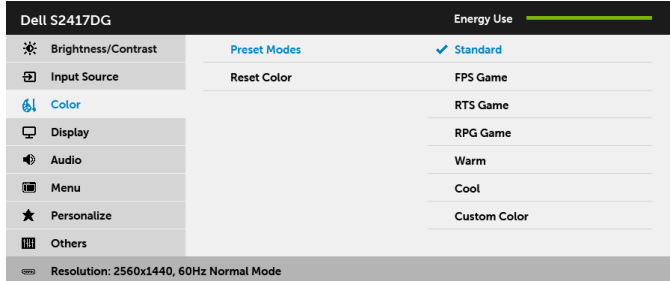 Dell S2417DG Energy Use
Brightness/Contrast Preset Modes Standard
Input Source Reset Color FPS Game
Color RTS Game
Display RPG Game
Audio Warm
Menu Cool
Personalize Custom Color
Others
Resolution: 2560x1440, 60Hz Normal Mode